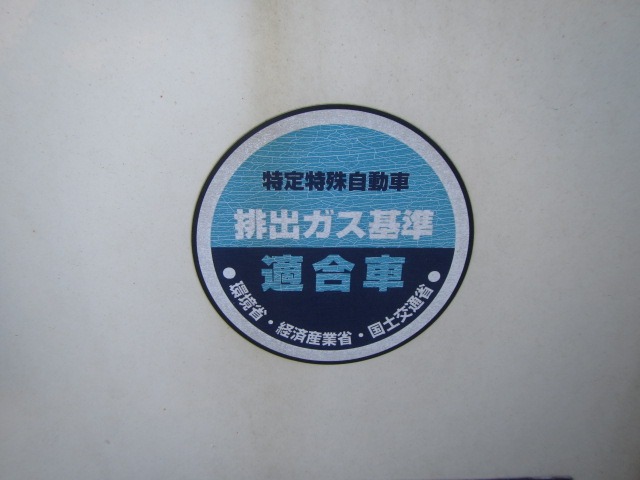 特定特殊自動車
排出ガス基準
適合車
●環境省・経済産業省・国土交通省●